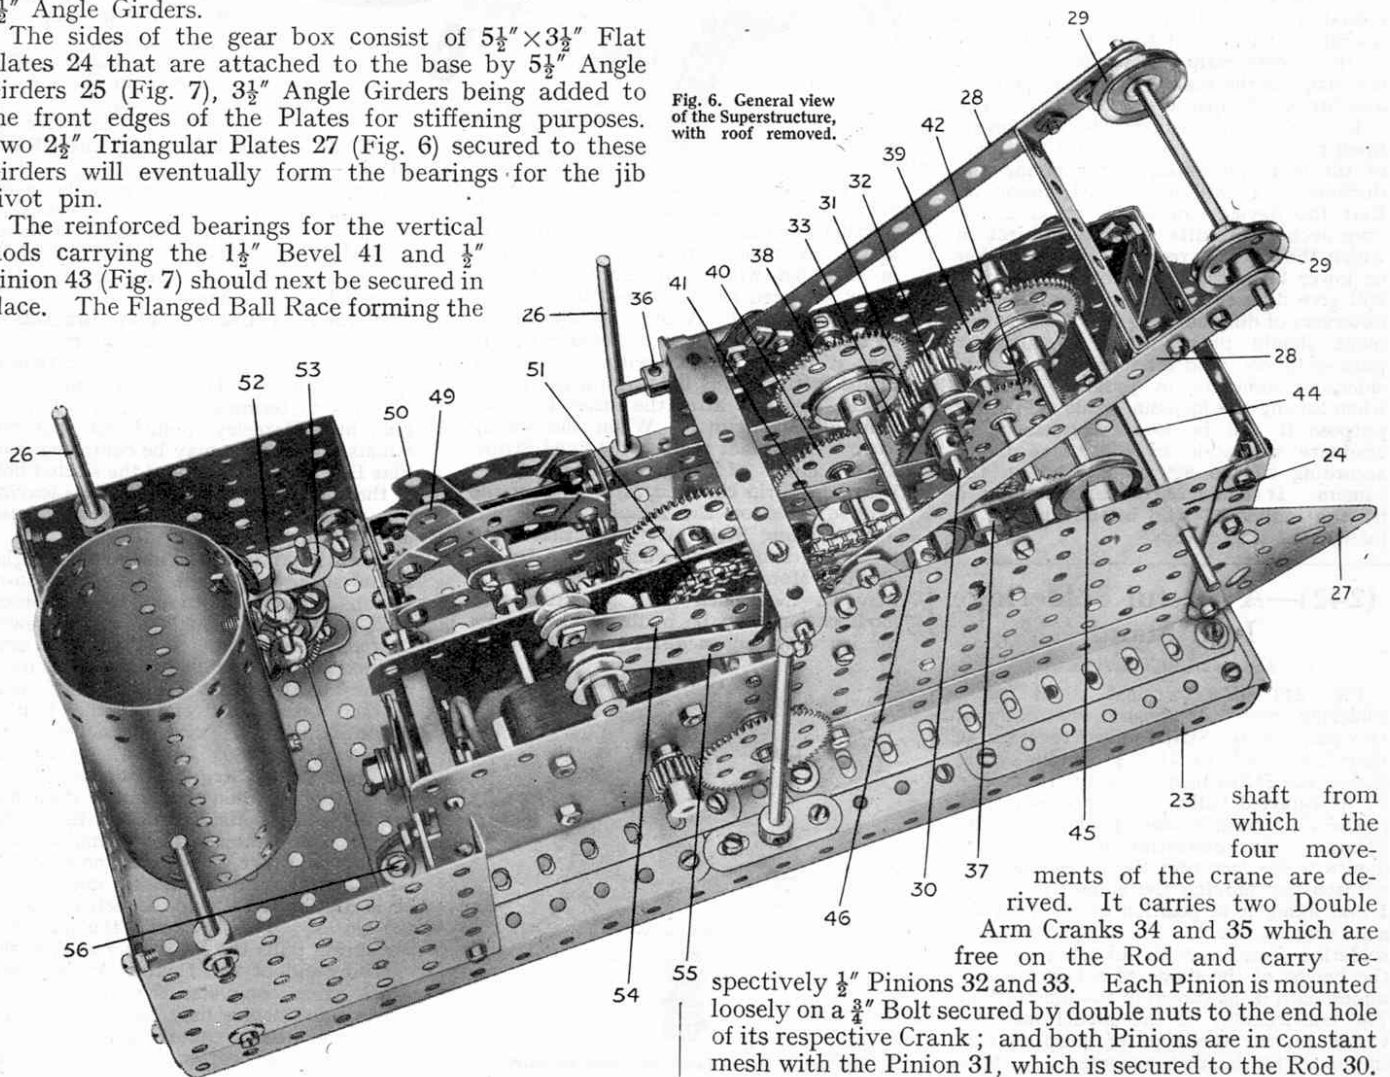 ½″ Angle Girders.
The sides of the gear box consist of 5½″×3½″ Flat
lates 24 that are attached to the base by 5½″ Angle
irders 25 (Fig. 7), 3½″ Angle Girders being added to
he front edges of the Plates for stiffening purposes.
wo 2½″ Triangular Plates 27 (Fig. 6) secured to these
irders will eventually form the bearings for the jib
ivot pin.
The reinforced bearings for the vertical
ods carrying the 1½″ Bevel 41 and ½″
inion 43 (Fig. 7) should next be secured in
lace. The Flanged Ball Race forming the
Fig. 6. General view
of the Superstructure,
with roof removed.
29
28
42
39
32
31
33
38
40
41
36
26
51
53
52
49
50
26
29
28
44
24
27
23
45
37
30
46
55
54
56
shaft from
which the
four move-
ments of the crane are de-
rived. It carries two Double
Arm Cranks 34 and 35 which are
free on the Rod and carry re-
spectively ½″ Pinions 32 and 33. Each Pinion is mounted
loosely on a ¾″ Bolt secured by double nuts to the end hole
of its respective Crank ; and both Pinions are in constant
mesh with the Pinion 31, which is secured to the Rod 30.